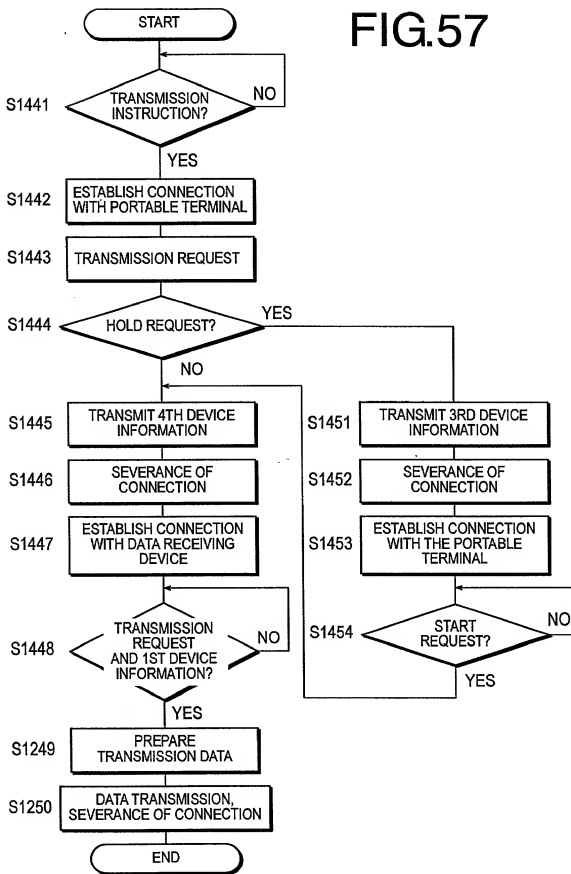 FIG.57
START
S1441
TRANSMISSION
INSTRUCTION?
NO
YES
S1442
ESTABLISH CONNECTION
WITH PORTABLE TERMINAL
S1443
TRANSMISSION REQUEST
S1444
HOLD REQUEST?
YES
NO
S1445
TRANSMIT 4TH DEVICE
INFORMATION
S1446
SEVERANCE OF
CONNECTION
S1447
ESTABLISH CONNECTION
WITH DATA RECEIVING
DEVICE
S1448
TRANSMISSION
REQUEST
AND 1ST DEVICE
INFORMATION?
NO
YES
S1249
PREPARE
TRANSMISSION DATA
S1250
DATA TRANSMISSION,
SEVERANCE OF CONNECTION
END
S1451
TRANSMIT 3RD DEVICE
INFORMATION
S1452
SEVERANCE OF
CONNECTION
S1453
ESTABLISH CONNECTION
WITH THE PORTABLE
TERMINAL
S1454
START
REQUEST?
NO
YES